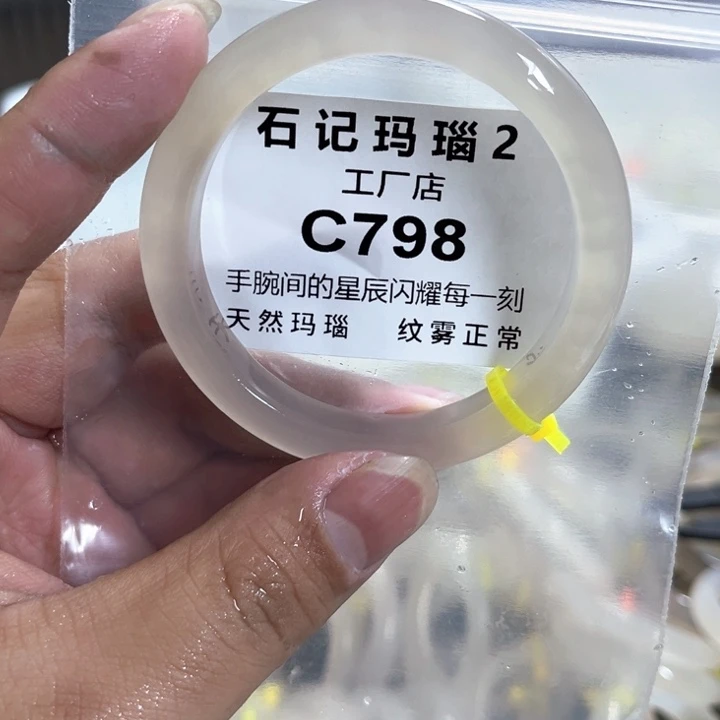 石记玛瑙2
工厂店
C798
手腕间的星辰闪耀每一刻
天然玛瑙 纹雾正常